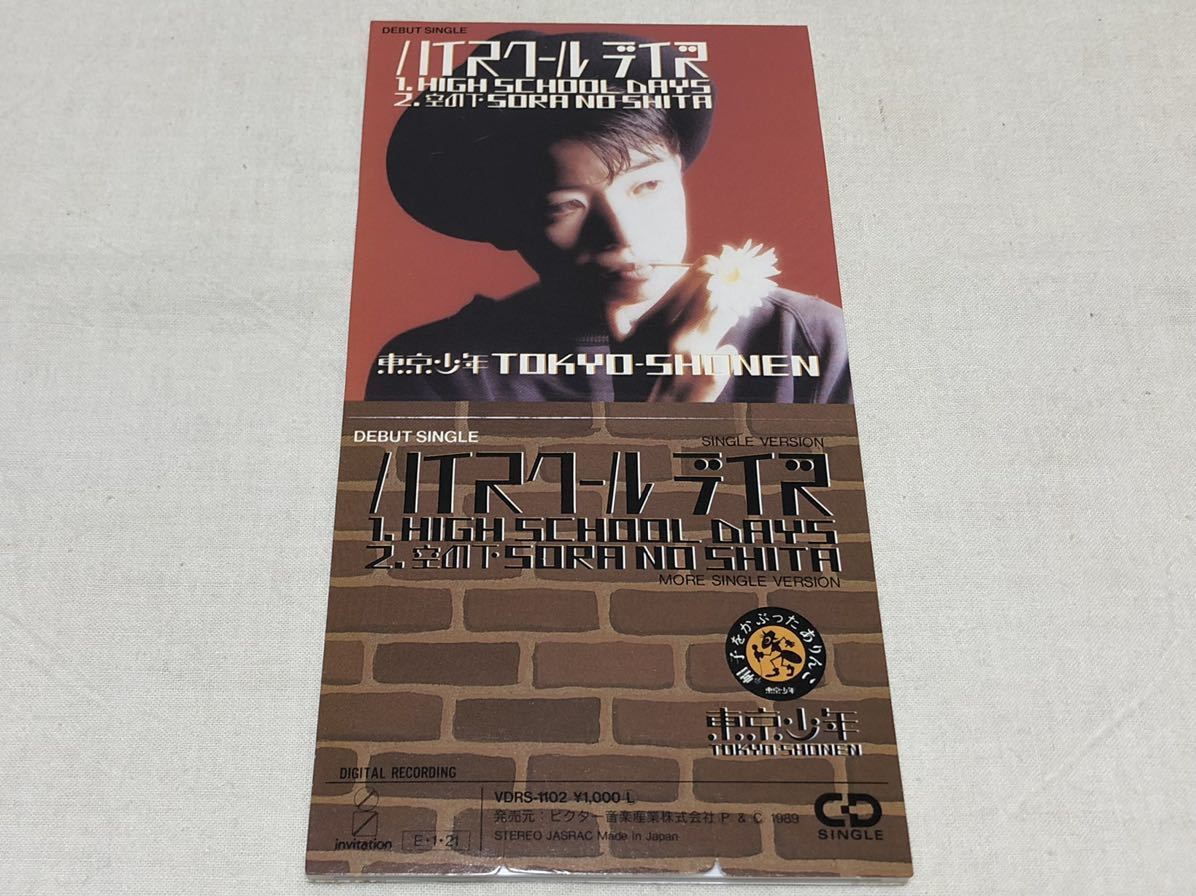 DEBUT SINGLE
ハイスクール デイズ
1. HIGH SCHOOL DAYS
2. 空の下 SORA NO SHITA
東京少年 TOKYO-SHONEN
DEBUT SINGLE
SINGLE VERSION
ハイスクール デイズ
1. HIGH SCHOOL DAYS
2. 空の下・SORA NO SHITA
MORE SINGLE VERSION
帽子をかぶったありんこ
東京少年
東京少年
TOKYO-SHONEN
DIGITAL RECORDING
invitation
E・1・21
VDRS-1102 ¥1,000 L
発売元：ビクター音楽産業株式会社 P & C 1989
STEREO JASRAC Made in Japan
CD
SINGLE